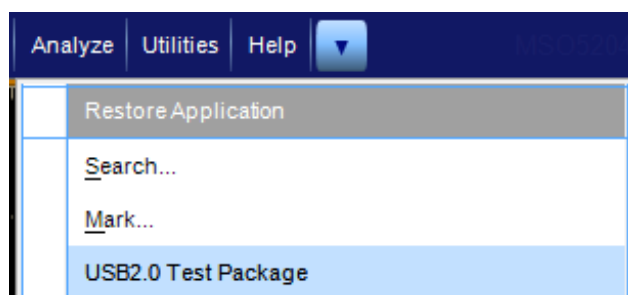 Analyze Utilities Help ▼
Restore Application
Search...
Mark...
USB2.0 Test Package